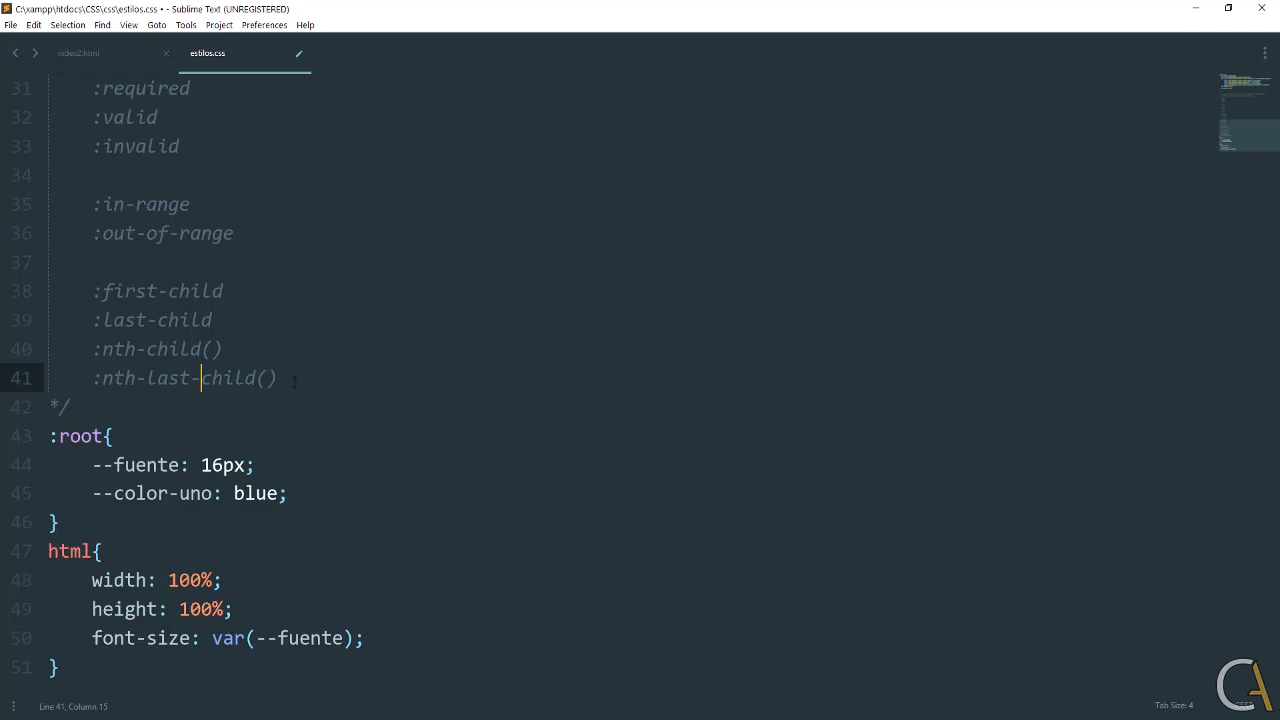 C:\xampp\htdocs\CSS\css\estilos.css • - Sublime Text (UNREGISTERED)
File Edit Selection Find View Goto Tools Project Preferences Help
index2.html estilos.css
31 :required
32 :valid
33 :invalid
34
35 :in-range
36 :out-of-range
37
38 :first-child
39 :last-child
40 :nth-child()
41 :nth-last-child()
42 */
43 :root{
44 --fuente: 16px;
45 --color-uno: blue;
46 }
47 html{
48 width: 100%;
49 height: 100%;
50 font-size: var(--fuente);
51 }
Line 41, Column 15 Tab Size: 4
CA